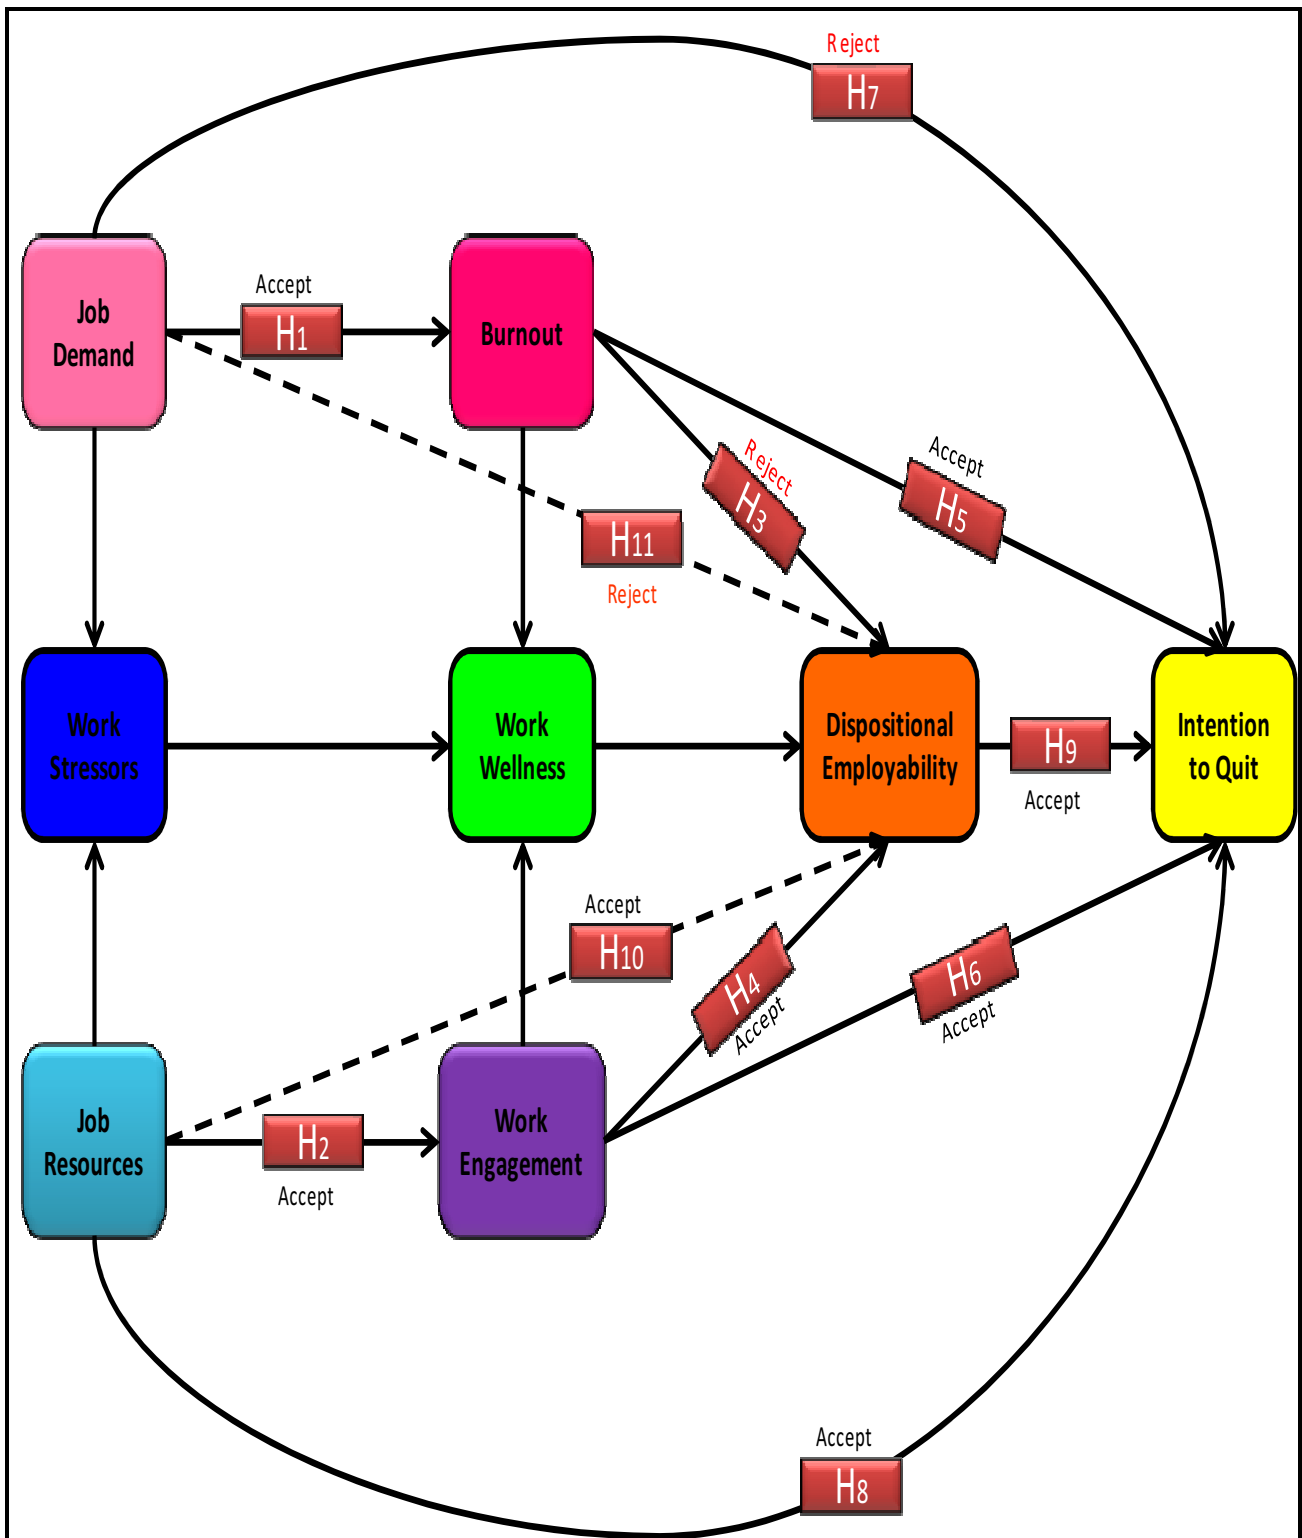 Reject
H7
Job
Demand
Accept
H1
Burnout
Reject
H3
Accept
H5
H11
Reject
Work
Stressors
Work
Wellness
Dispositional
Employability
H9
Accept
Intention
to Quit
Accept
H10
H4
Accept
H6
Accept
Job
Resources
H2
Accept
Work
Engagement
Accept
H8